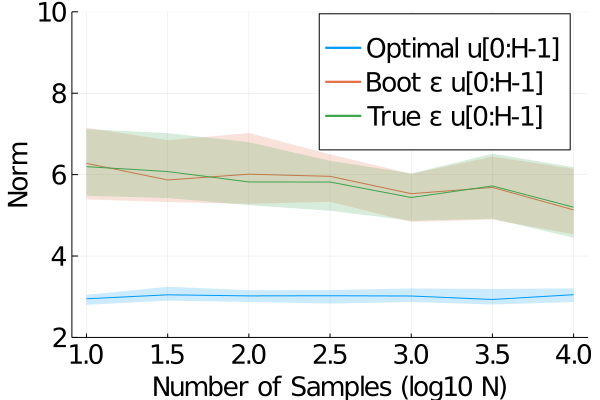 10
Optimal u[0:H-1]
Boot ε u[0:H-1]
True ε u[0:H-1]
8
6
4
2
Norm
1.0 1.5 2.0 2.5 3.0 3.5 4.0
Number of Samples (log10 N)